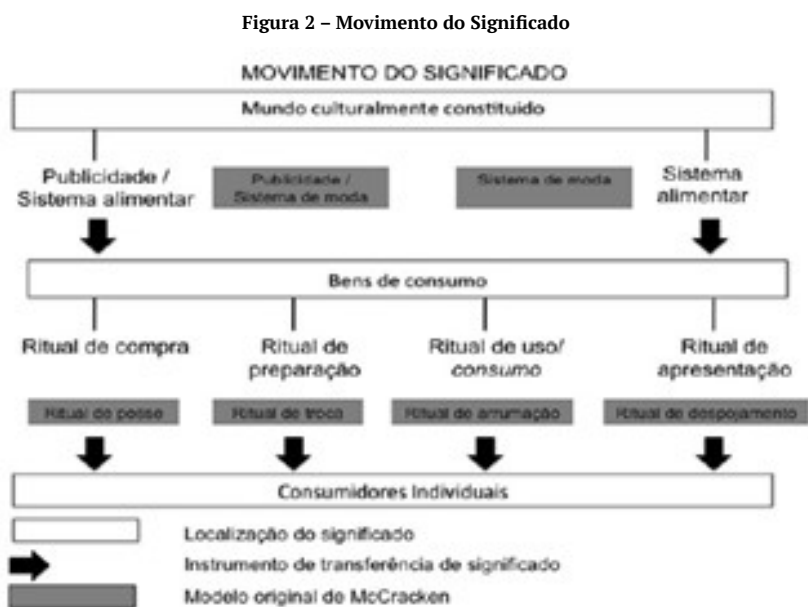 Figura 2 – Movimento do Significado
MOVIMENTO DO SIGNIFICADO
Mundo culturalmente constituido
Publicidade /
Sistema alimentar
Publicidade /
Sistema de moda
Sistema de moda
Sistema
alimentar
Bens de consumo
Ritual de compra
Ritual de
preparação
Ritual de uso/
consumo
Ritual de
apresentação
Ritual de posse
Ritual de troca
Ritual de arrumação
Ritual de despojamento
Consumidores Individuais
Localização do significado
Instrumento de transferência de significado
Modelo original de McCracken